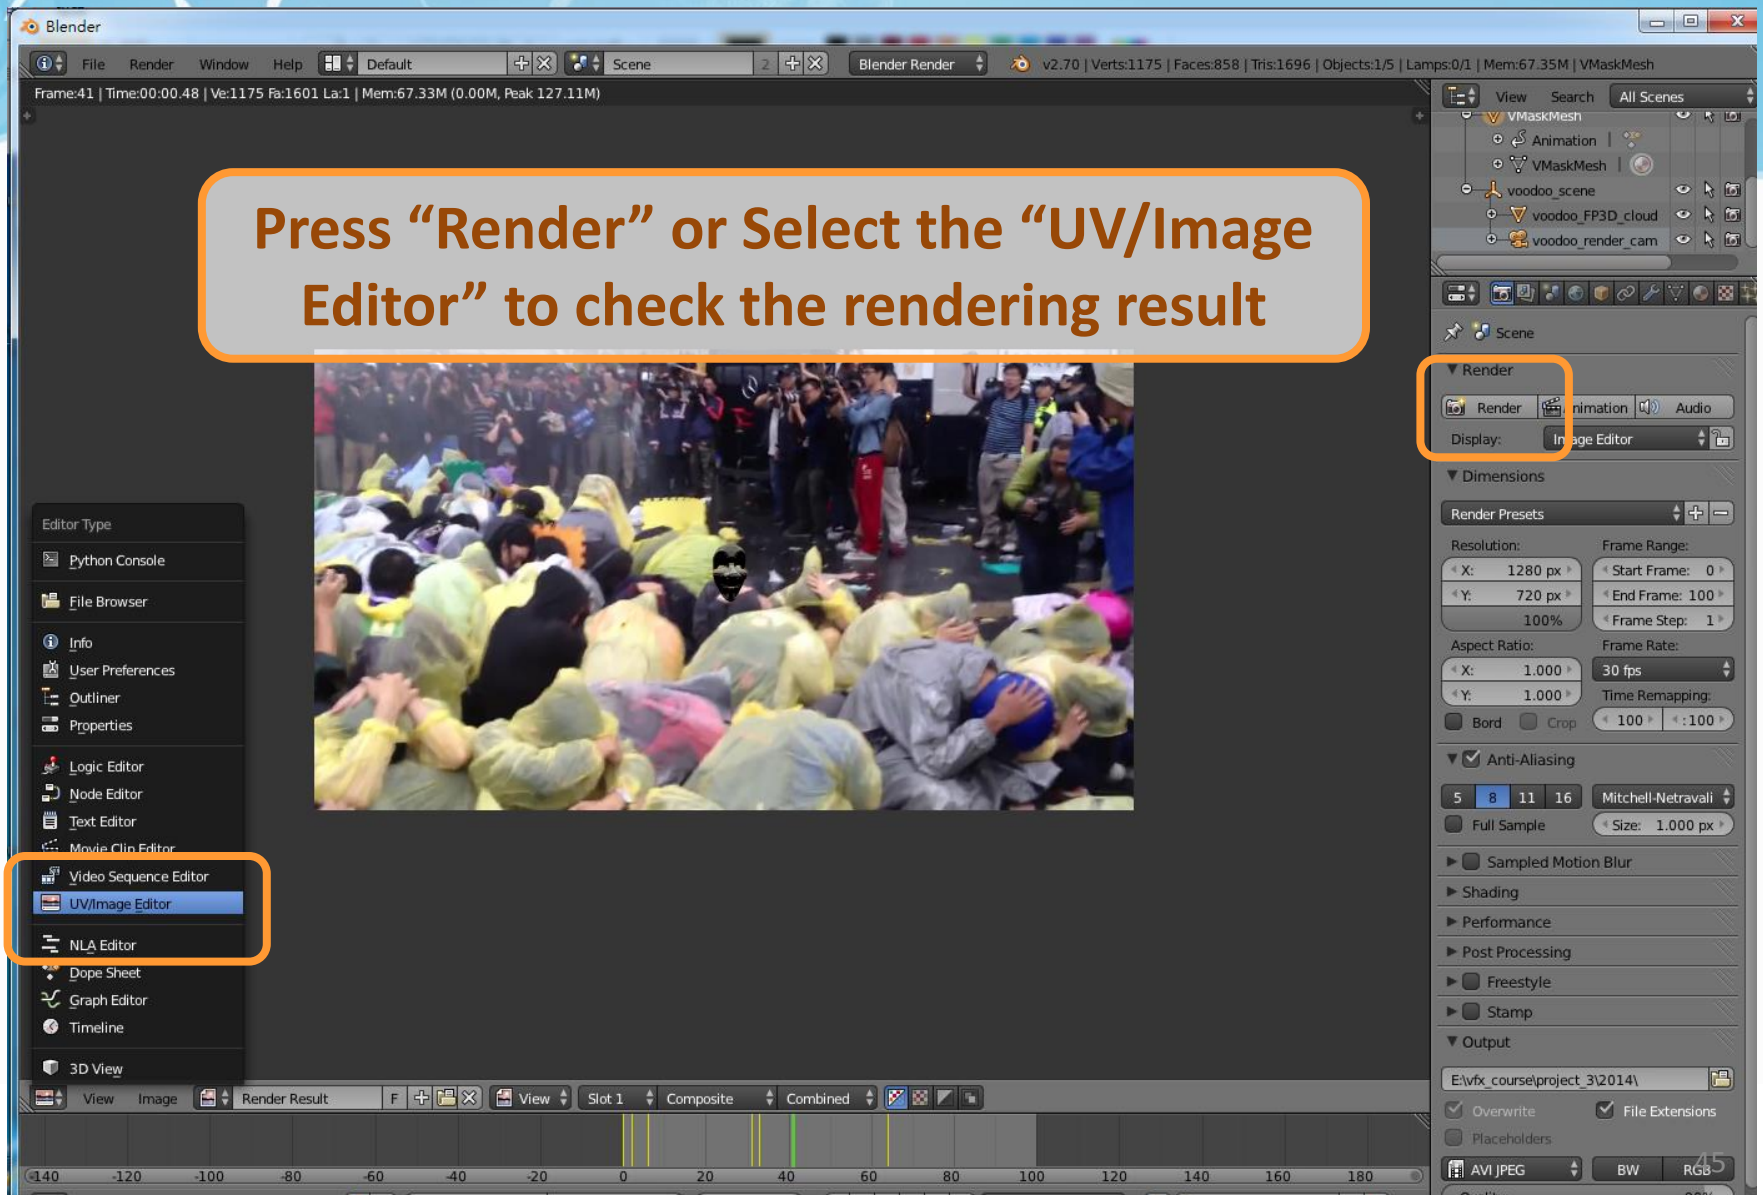 Blender
File Render Window Help Default Scene 2 Blender Render v2.70 | Verts:1175 | Faces:858 | Tris:1696 | Objects:1/5 | Lamps:0/1 | Mem:67.35M | VMaskMesh
Frame:41 | Time:00:00.48 | Ve:1175 Fa:1601 La:1 | Mem:67.33M (0.00M, Peak 127.11M)
View Search All Scenes
VMaskMesh
Animation
VMaskMesh
voodoo_scene
voodoo_FP3D_cloud
voodoo_render_cam
Press “Render” or Select the “UV/Image
Editor” to check the rendering result
Scene
Render
Render Animation Audio
Display: Image Editor
Dimensions
Render Presets
Resolution: Frame Range:
X: 1280 px Start Frame: 0
Y: 720 px End Frame: 100
100% Frame Step: 1
Aspect Ratio: Frame Rate:
X: 1.000 30 fps
Y: 1.000 Time Remapping:
Bord Crop 100 :100
Anti-Aliasing
5 8 11 16 Mitchell-Netravali
Full Sample Size: 1.000 px
Sampled Motion Blur
Shading
Performance
Post Processing
Freestyle
Stamp
Output
E:\vfx_course\project_3\2014\
Overwrite File Extensions
Placeholders
AVI JPEG BW RGB
45
Editor Type
Python Console
File Browser
Info
User Preferences
Outliner
Properties
Logic Editor
Node Editor
Text Editor
Movie Clip Editor
Video Sequence Editor
UV/Image Editor
NLA Editor
Dope Sheet
Graph Editor
Timeline
3D View
View Image Render Result F View Slot 1 Composite Combined
-140 -120 -100 -80 -60 -40 -20 0 20 40 60 80 100 120 140 160 180